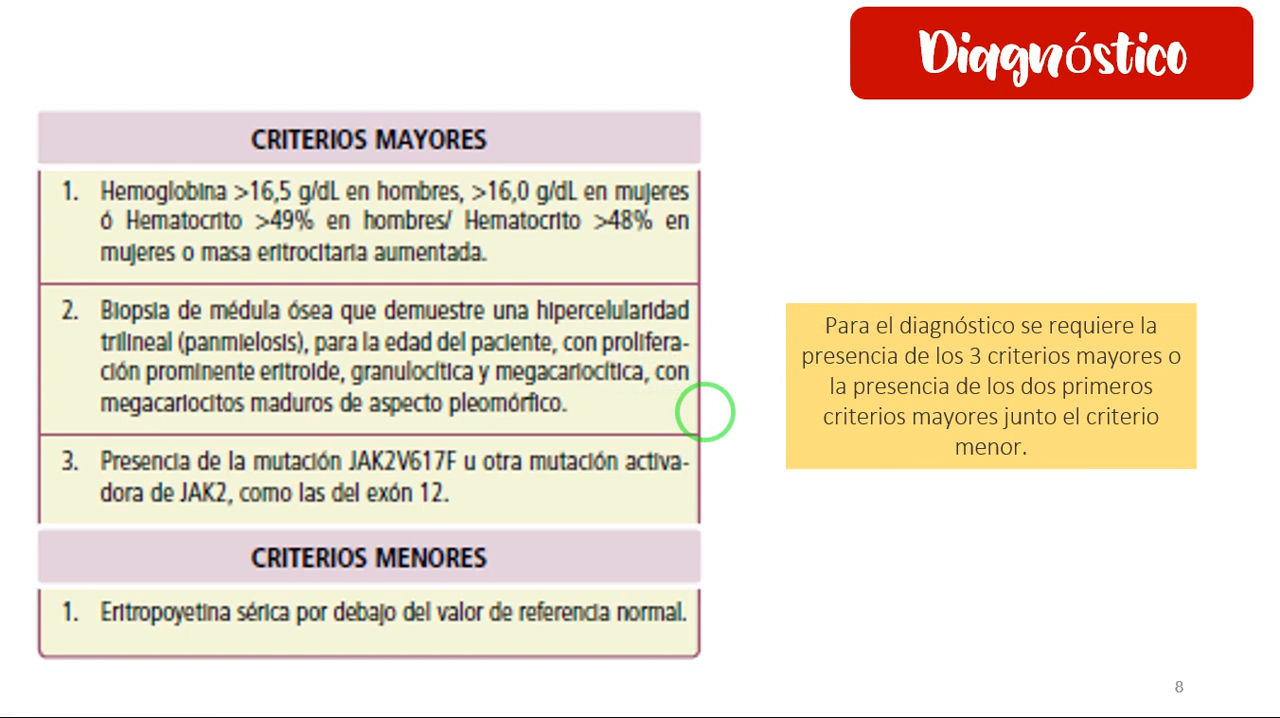 Diagnóstico
CRITERIOS MAYORES
1. Hemoglobina >16,5 g/dL en hombres, >16,0 g/dL en mujeres
ó Hematocrito >49% en hombres/ Hematocrito >48% en
mujeres o masa eritrocitaria aumentada.
2. Biopsia de médula ósea que demuestre una hipercelularidad
trilineal (panmielosis), para la edad del paciente, con prolifera-
ción prominente eritroide, granulocítica y megacariocítica, con
megacariocitos maduros de aspecto pleomórfico.
3. Presencia de la mutación JAK2V617F u otra mutación activa-
dora de JAK2, como las del exón 12.
CRITERIOS MENORES
1. Eritropoyetina sérica por debajo del valor de referencia normal.
Para el diagnóstico se requiere la
presencia de los 3 criterios mayores o
la presencia de los dos primeros
criterios mayores junto el criterio
menor.
8